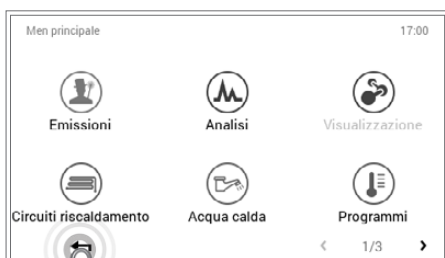 Men principale 17:00
Emissioni Analisi Visualizzazione
Circuiti riscaldamento Acqua calda Programmi
1/3